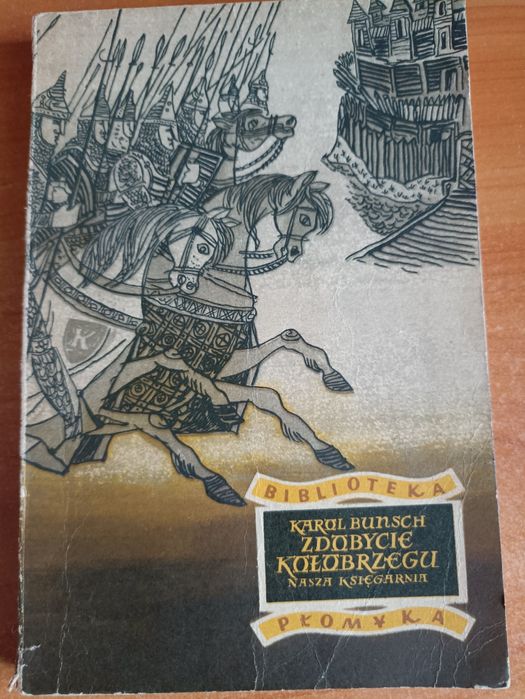 K
BIBLIOTEKA
KAROL BUNSCH
ZDOBYCIE
KOŁOBRZEGU
NASZA KSIĘGARNIA
PŁOMYKA